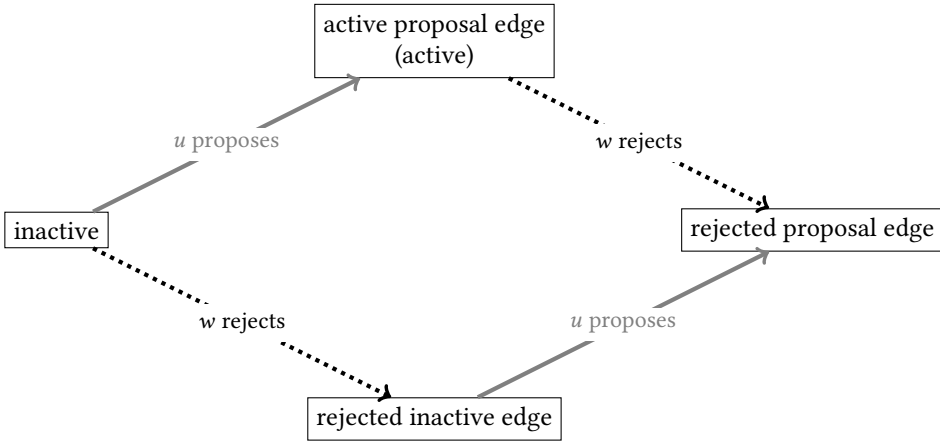 active proposal edge
(active)
u proposes
w rejects
inactive
rejected proposal edge
w rejects
u proposes
rejected inactive edge